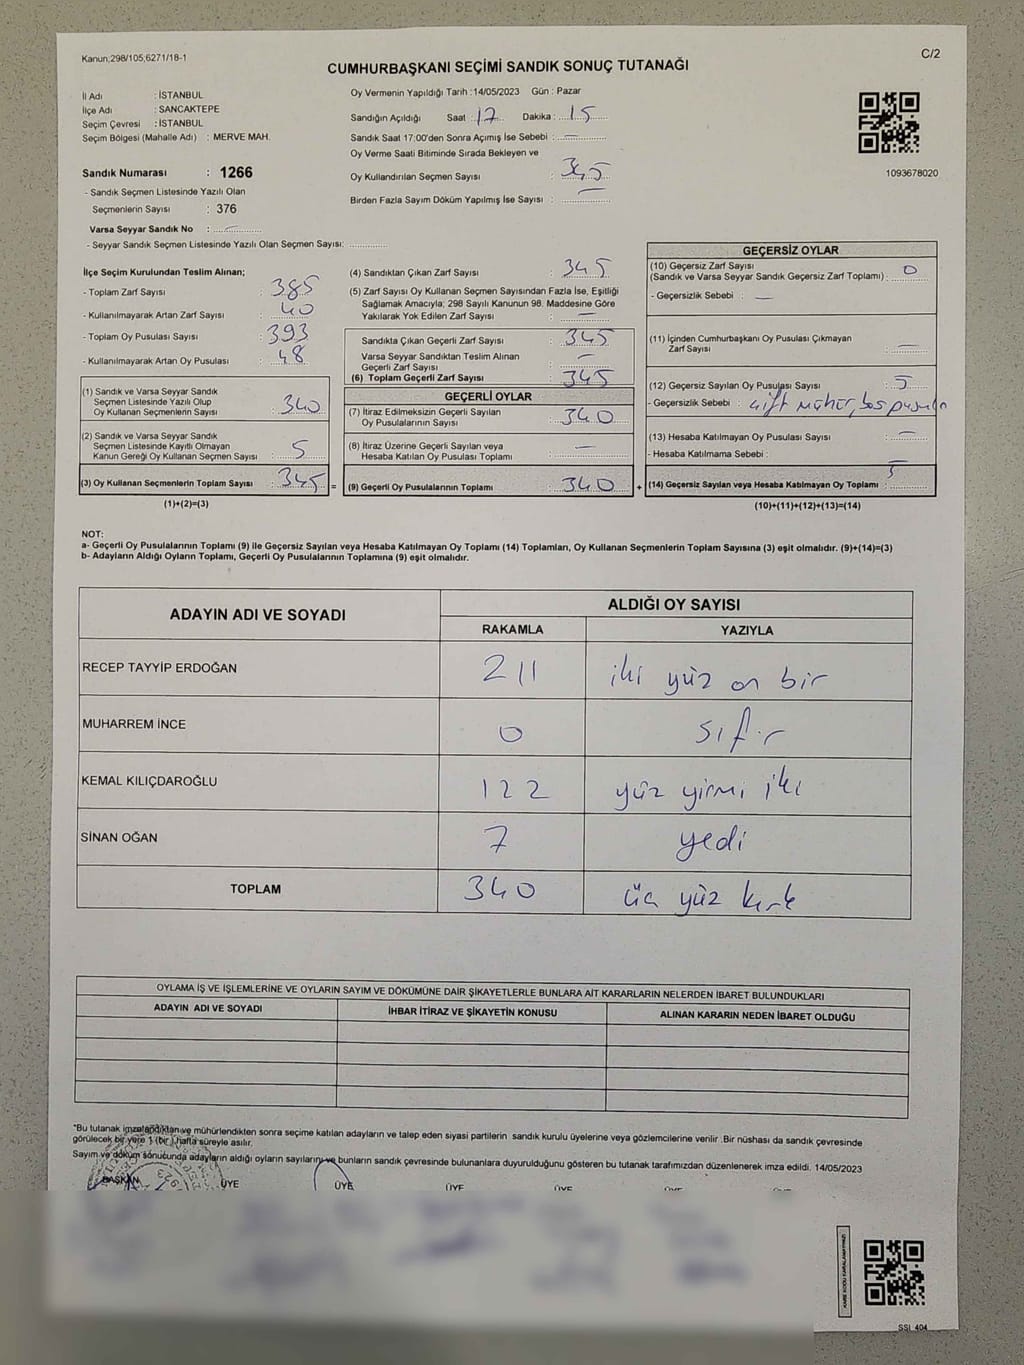 Kanun;298/105;6271/18-1
C/2
CUMHURBAŞKANI SEÇİMİ SANDIK SONUÇ TUTANAĞI
İl Adı : İSTANBUL
İlçe Adı : SANCAKTEPE
Seçim Çevresi : İSTANBUL
Seçim Bölgesi (Mahalle Adı) : MERVE MAH.
Oy Vermenin Yapıldığı Tarih :14/05/2023 Gün : Pazar
Sandığın Açıldığı Saat : 17 Dakika : 15
Sandık Saat 17:00'den Sonra Açımış İse Sebebi : —
Oy Verme Saati Bitiminde Sırada Bekleyen ve
Oy Kullandırılan Seçmen Sayısı : 345
Birden Fazla Sayım Döküm Yapılmış İse Sayısı : —
1093678020
Sandık Numarası : 1266
- Sandık Seçmen Listesinde Yazılı Olan
Seçmenlerin Sayısı : 376
Varsa Seyyar Sandık No : —
- Seyyar Sandık Seçmen Listesinde Yazılı Olan Seçmen Sayısı:
İlçe Seçim Kurulundan Teslim Alınan;
- Toplam Zarf Sayısı : 385
- Kullanılmayarak Artan Zarf Sayısı : 40
- Toplam Oy Pusulası Sayısı : 393
- Kullanılmayarak Artan Oy Pusulası : 48
(1) Sandık ve Varsa Seyyar Sandık
Seçmen Listesinde Yazılı Olup
Oy Kullanan Seçmenlerin Sayısı : 340
(2) Sandık ve Varsa Seyyar Sandık
Seçmen Listesinde Kayıtlı Olmayan
Kanun Gereği Oy Kullanan Seçmen Sayısı : 5
(3) Oy Kullanan Seçmenlerin Toplam Sayısı : 345 =
(1)+(2)=(3)
(4) Sandıktan Çıkan Zarf Sayısı : 345
(5) Zarf Sayısı Oy Kullanan Seçmen Sayısından Fazla İse, Eşitliği
Sağlamak Amacıyla; 298 Sayılı Kanunun 98. Maddesine Göre
Yakılarak Yok Edilen Zarf Sayısı : —
Sandıkta Çıkan Geçerli Zarf Sayısı : 345
Varsa Seyyar Sandıktan Teslim Alınan
Geçerli Zarf Sayısı : —
(6) Toplam Geçerli Zarf Sayısı : 345
GEÇERLİ OYLAR
(7) İtiraz Edilmeksizin Geçerli Sayılan
Oy Pusulalarının Sayısı : 340
(8) İtiraz Üzerine Geçerli Sayılan veya
Hesaba Katılan Oy Pusulası Toplamı : —
(9) Geçerli Oy Pusulalarının Toplamı : 340 +
GEÇERSİZ OYLAR
(10) Geçersiz Zarf Sayısı
(Sandık ve Varsa Seyyar Sandık Geçersiz Zarf Toplamı) : 0
- Geçersizlik Sebebi : —
(11) İçinden Cumhurbaşkanı Oy Pusulası Çıkmayan
Zarf Sayısı : —
(12) Geçersiz Sayılan Oy Pusulası Sayısı : 5
- Geçersizlik Sebebi : çift mühür, boş pusula
(13) Hesaba Katılmayan Oy Pusulası Sayısı : —
- Hesaba Katılmama Sebebi :
(14) Geçersiz Sayılan veya Hesaba Katılmayan Oy Toplamı : 5
(10)+(11)+(12)+(13)=(14)
NOT:
a- Geçerli Oy Pusulalarının Toplamı (9) ile Geçersiz Sayılan veya Hesaba Katılmayan Oy Toplamı (14) Toplamları, Oy Kullanan Seçmenlerin Toplam Sayısına (3) eşit olmalıdır. (9)+(14)=(3)
b- Adayların Aldığı Oyların Toplamı, Geçerli Oy Pusulalarının Toplamına (9) eşit olmalıdır.
ADAYIN ADI VE SOYADI ALDIĞI OY SAYISI
RAKAMLA YAZIYLA
RECEP TAYYİP ERDOĞAN 211 iki yüz on bir
MUHARREM İNCE 0 sıfır
KEMAL KILIÇDAROĞLU 122 yüz yirmi iki
SİNAN OĞAN 7 yedi
TOPLAM 340 üç yüz kırk
OYLAMA İŞ VE İŞLEMLERİNE VE OYLARIN SAYIM VE DÖKÜMÜNE DAİR ŞİKAYETLERLE BUNLARA AİT KARARLARIN NELERDEN İBARET BULUNDUKLARI
ADAYIN ADI VE SOYADI İHBAR İTİRAZ VE ŞİKAYETİN KONUSU ALINAN KARARIN NEDEN İBARET OLDUĞU
"Bu tutanak imzalandıktan ve mühürlendikten sonra seçime katılan adayların ve talep eden siyasi partilerin sandık kurulu üyelerine veya gözlemcilerine verilir .Bir nüshası da sandık çevresinde
görülecek bir yere 1 (bir ) hafta süreyle asılır.
Sayım ve döküm sonucunda adayların aldığı oyların sayılarını ve bunların sandık çevresinde bulunanlara duyurulduğunu gösteren bu tutanak tarafımızdan düzenlenerek imza edildi. 14/05/2023
BAŞKAN ÜYE ÜYE ÜYE ÜYE
SSL 404